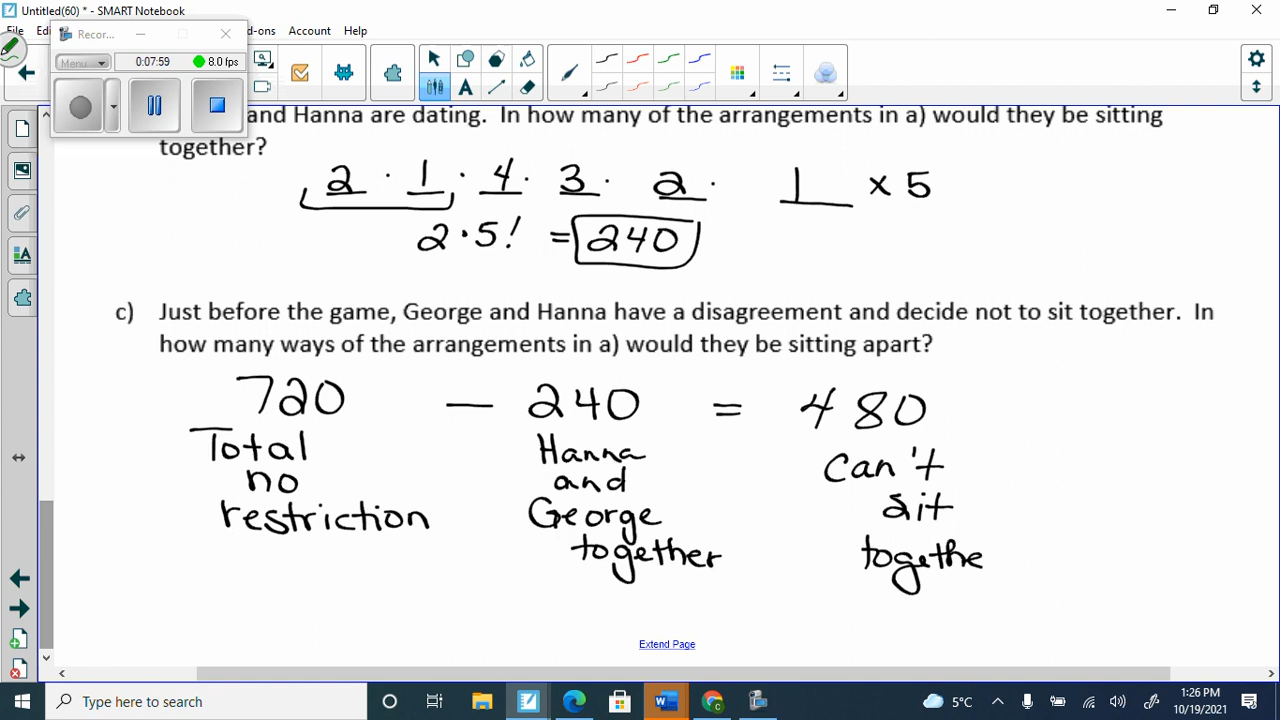 Untitled(60) * - SMART Notebook
File
Recor...
d-ons Account Help
Menu 0:07:59 8.0 fps
and Hanna are dating. In how many of the arrangements in a) would they be sitting
together?
2 · 1 · 4 · 3 · 2 · 1 × 5
2 · 5! = 240
c) Just before the game, George and Hanna have a disagreement and decide not to sit together. In
how many ways of the arrangements in a) would they be sitting apart?
720 — 240 = 480
Total Hanna Can't
no and sit
restriction George togethe
together
Extend Page
Type here to search
5°C
1:26 PM
10/19/2021